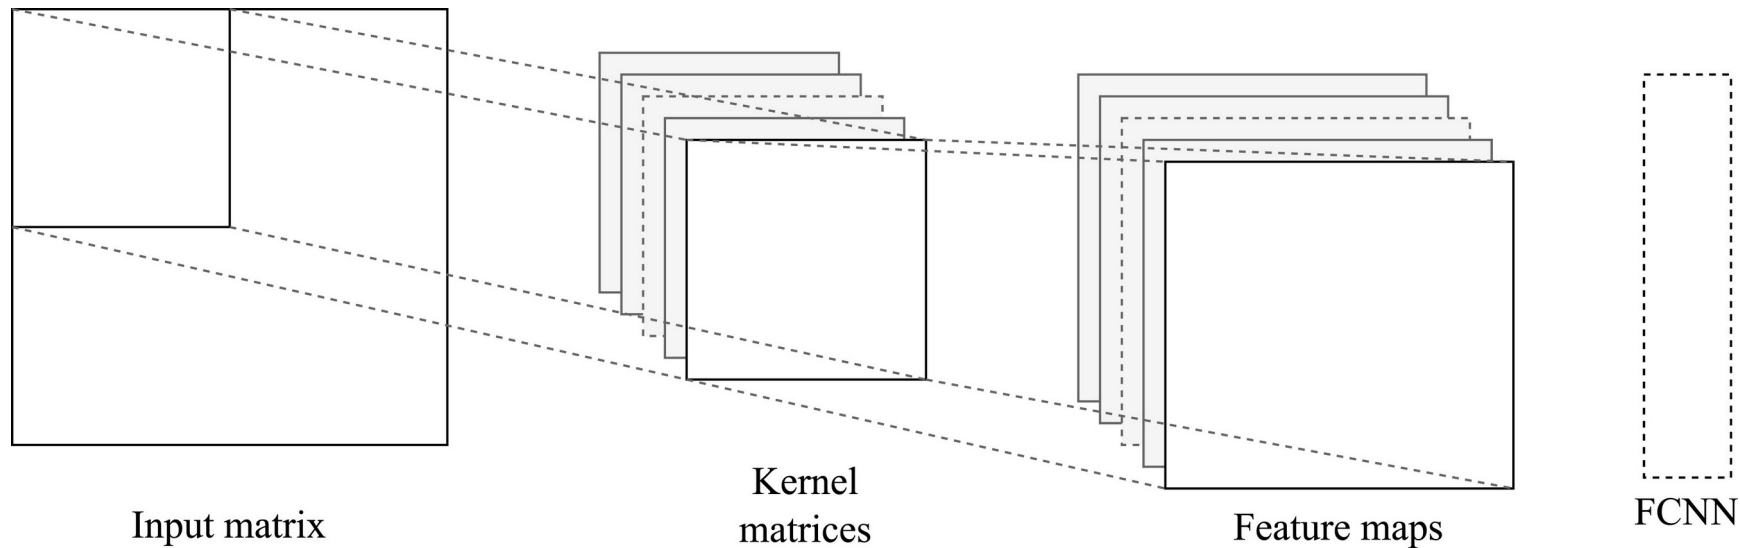 Input matrix
Kernel
matrices
Feature maps
FCNN